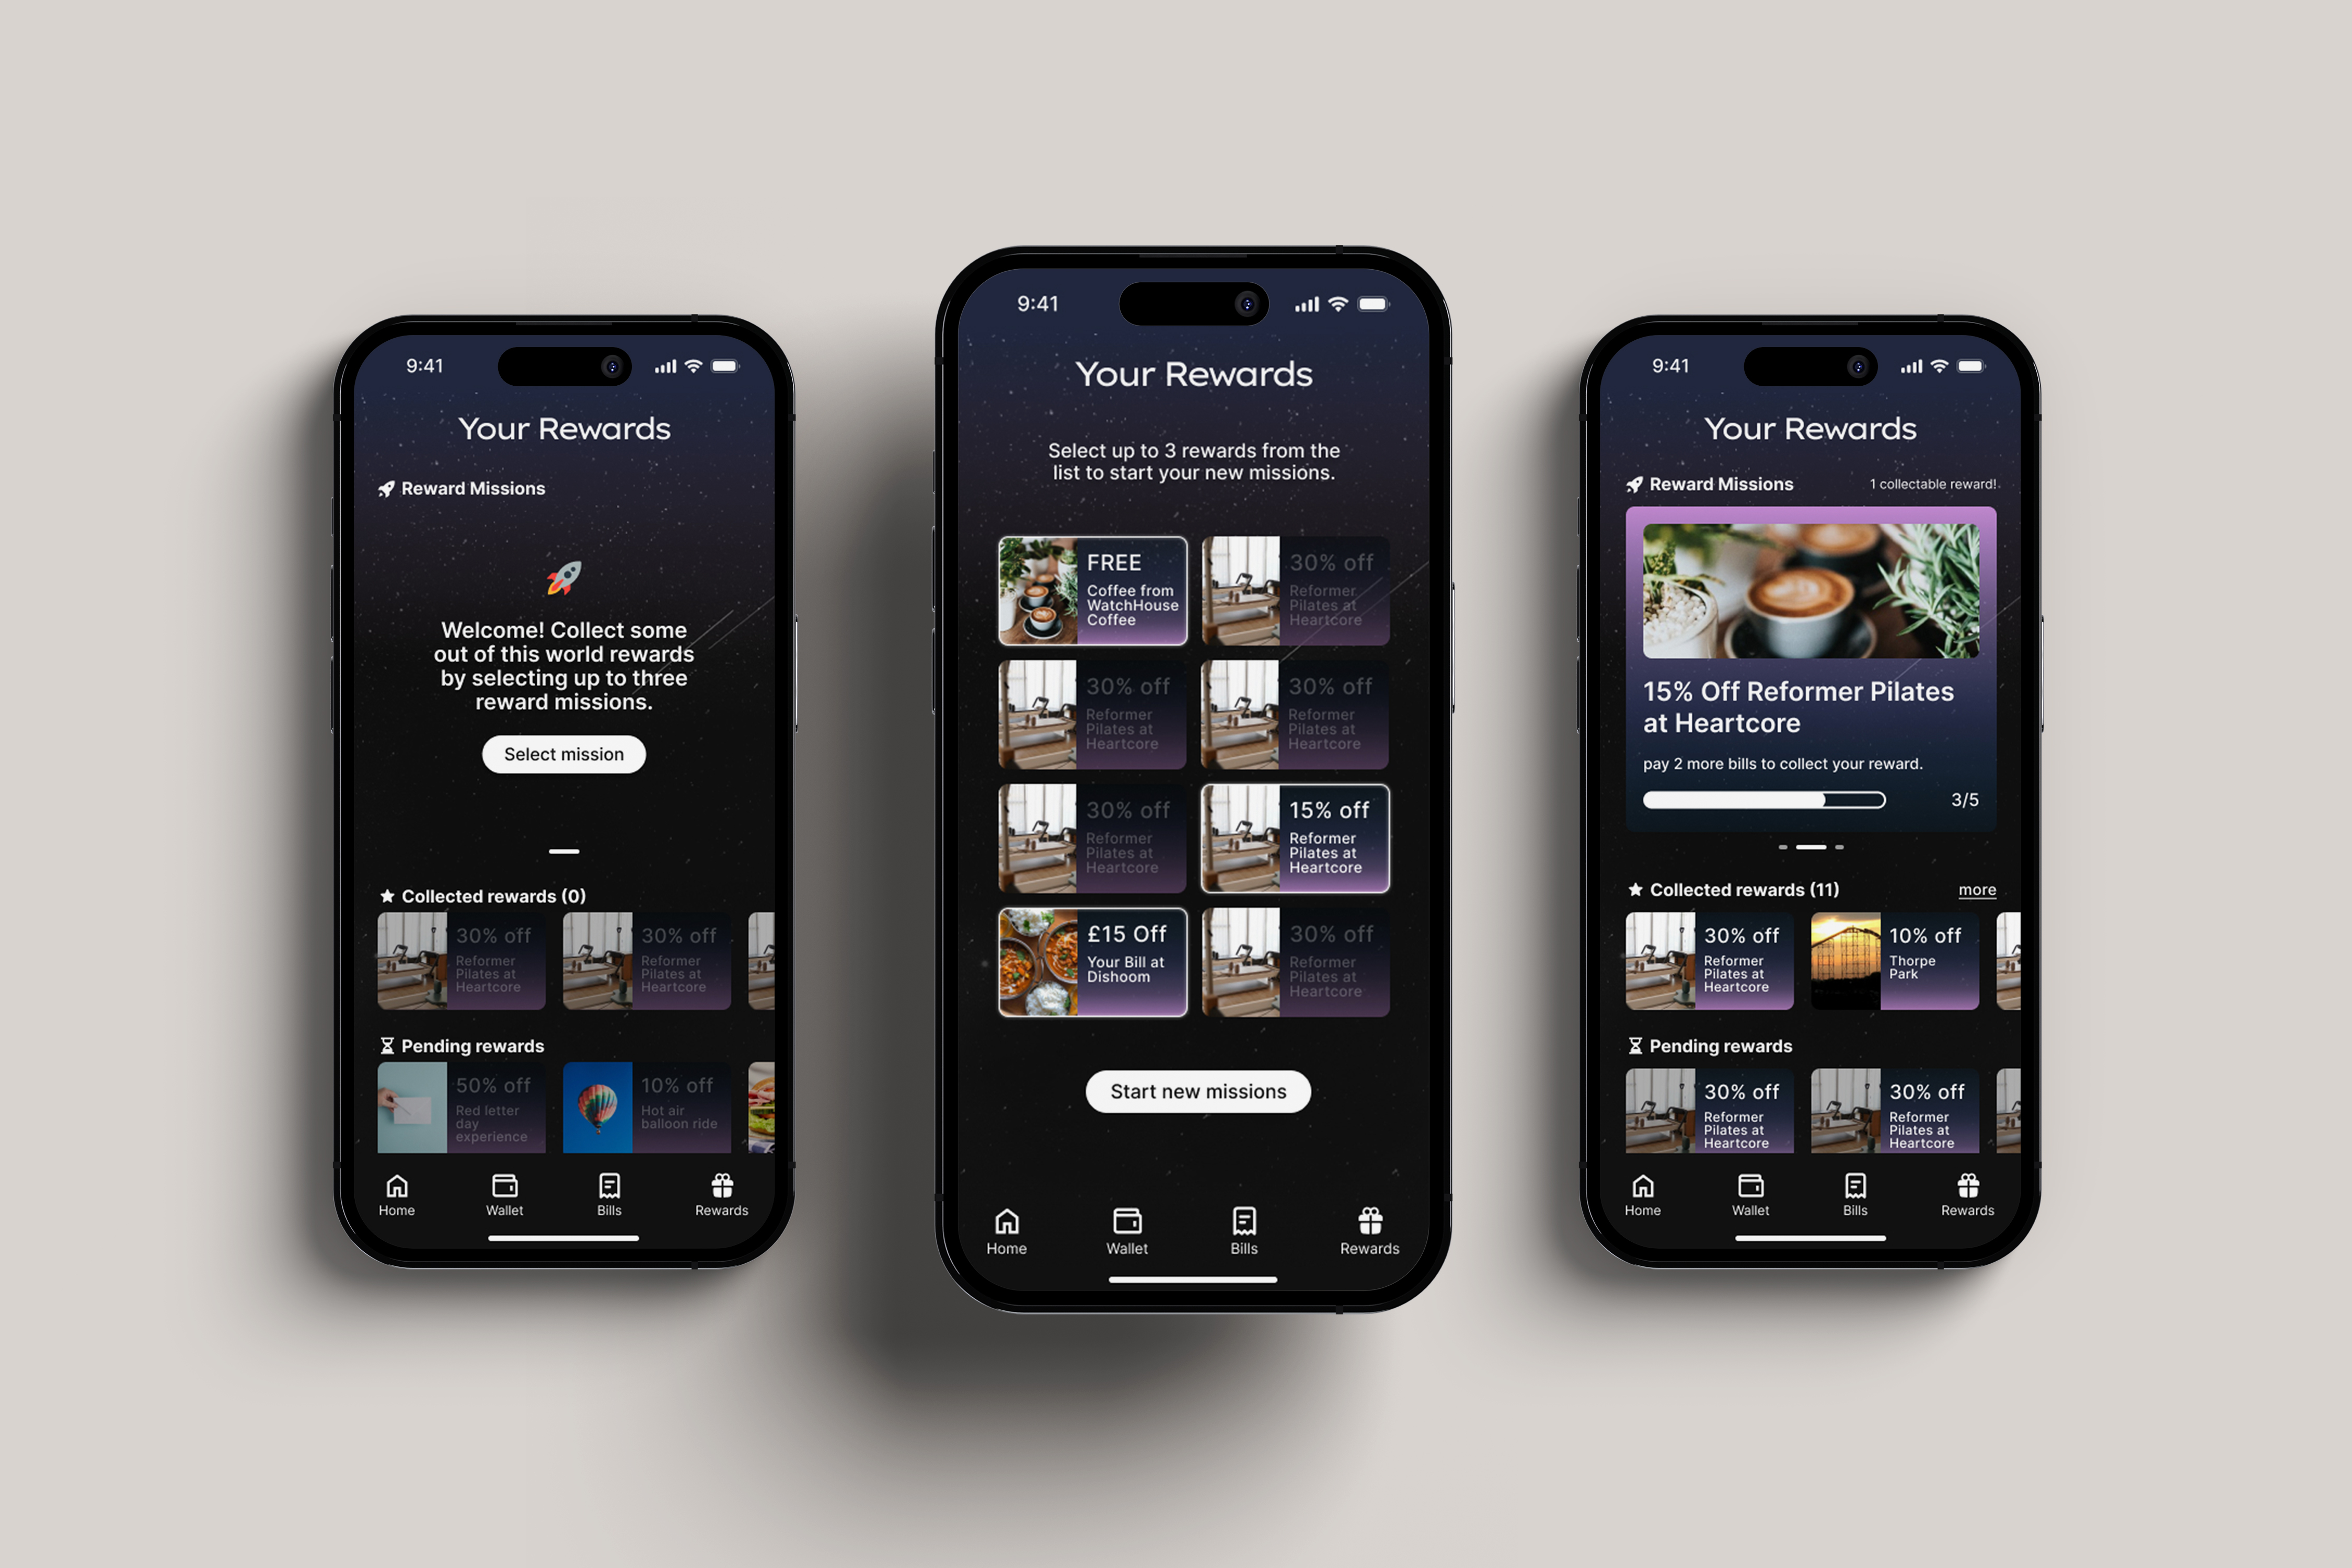 9:41
Your Rewards
Reward Missions
Welcome! Collect some
out of this world rewards
by selecting up to three
reward missions.
Select mission
Collected rewards (0)
30% off
Reformer
Pilates at
Heartcore
30% off
Reformer
Pilates at
Heartcore
Pending rewards
50% off
Red letter
day
experience
10% off
Hot air
balloon ride
Home
Wallet
Bills
Rewards
9:41
Your Rewards
Select up to 3 rewards from the
list to start your new missions.
FREE
Coffee from
WatchHouse
Coffee
30% off
Reformer
Pilates at
Heartcore
30% off
Reformer
Pilates at
Heartcore
30% off
Reformer
Pilates at
Heartcore
30% off
Reformer
Pilates at
Heartcore
15% off
Reformer
Pilates at
Heartcore
£15 Off
Your Bill at
Dishoom
30% off
Reformer
Pilates at
Heartcore
Start new missions
Home
Wallet
Bills
Rewards
9:41
Your Rewards
Reward Missions
1 collectable reward!
15% Off Reformer Pilates
at Heartcore
pay 2 more bills to collect your reward.
3/5
Collected rewards (11)
more
30% off
Reformer
Pilates at
Heartcore
10% off
Thorpe
Park
Pending rewards
30% off
Reformer
Pilates at
Heartcore
30% off
Reformer
Pilates at
Heartcore
Home
Wallet
Bills
Rewards